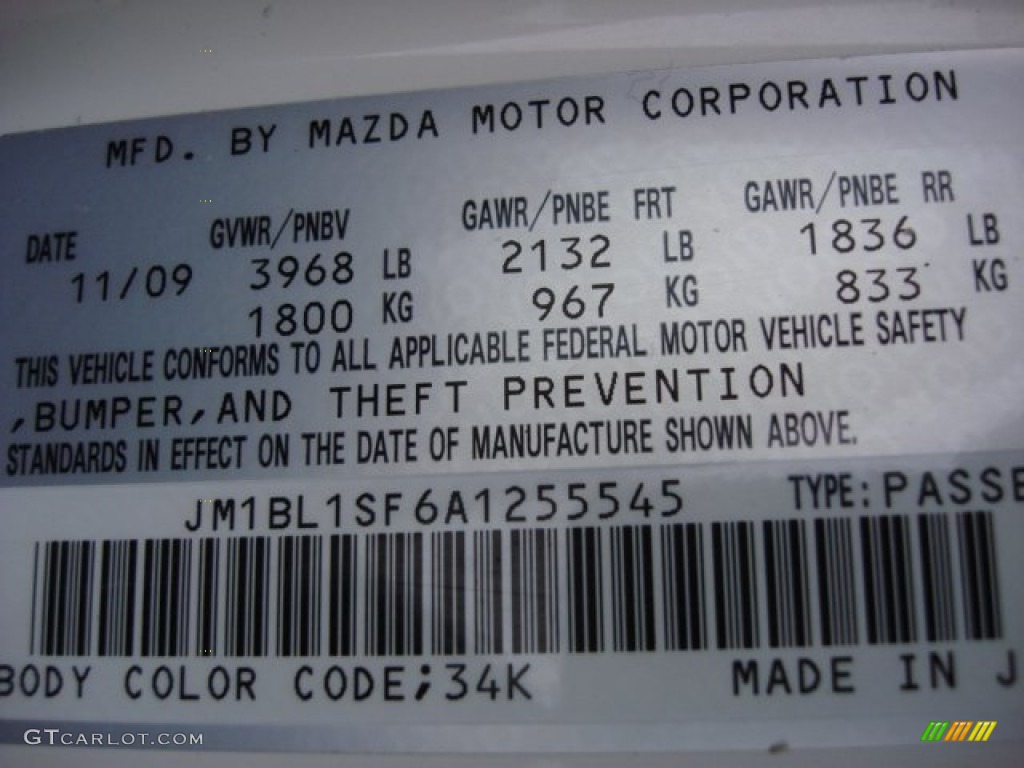 MFD. BY MAZDA MOTOR CORPORATION
DATE GVWR/PNBV GAWR/PNBE FRT GAWR/PNBE RR
11/09 3968 LB 2132 LB 1836 LB
1800 KG 967 KG 833 KG
THIS VEHICLE CONFORMS TO ALL APPLICABLE FEDERAL MOTOR VEHICLE SAFETY
,BUMPER,AND THEFT PREVENTION
STANDARDS IN EFFECT ON THE DATE OF MANUFACTURE SHOWN ABOVE.
JM1BL1SF6A1255545 TYPE:PASSE
BODY COLOR CODE;34K MADE IN J
GTCARLOT.COM